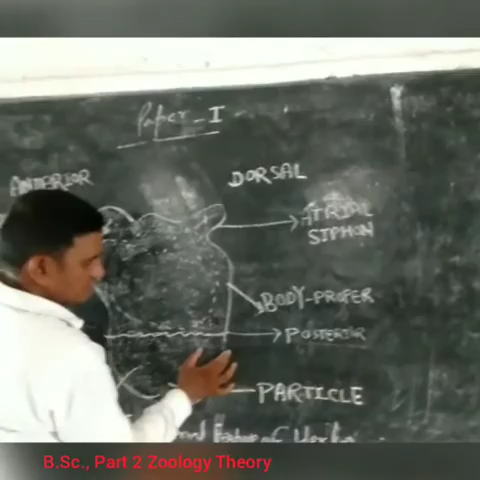 Paper - I
ANTERIOR
DORSAL
ATRIAL
SIPHON
BODY-PROPER
POSTERIOR
PARTICLE
B.Sc., Part 2 Zoology Theory